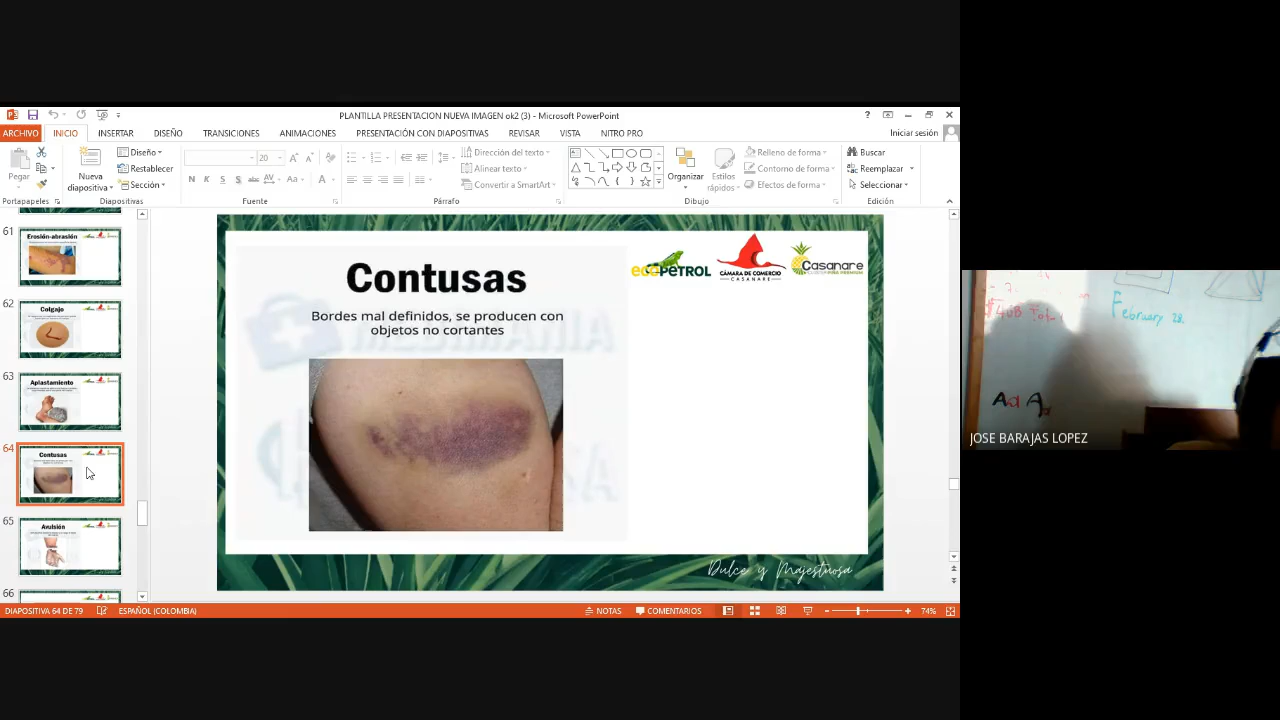 PLANTILLA PRESENTACION NUEVA IMAGEN ok2 (3) - Microsoft PowerPoint
ARCHIVO INICIO INSERTAR DISEÑO TRANSICIONES ANIMACIONES PRESENTACIÓN CON DIAPOSITIVAS REVISAR VISTA NITRO PRO Iniciar sesión
Pegar
Nueva
diapositiva
Diseño
Restablecer
Sección
20
N K S S abc AV Aa A
Dirección del texto
Alinear texto
Convertir a SmartArt
Organizar
Estilos
rápidos
Relleno de forma
Contorno de forma
Efectos de forma
Buscar
Reemplazar
Seleccionar
Portapapeles Diapositivas Fuente Párrafo Dibujo Edición
61
Erosión-abrasión
62
Colgajo
63
Aplastamiento
64
Contusas
65
Avulsión
66
Contusas
Bordes mal definidos, se producen con
objetos no cortantes
ecoPETROL
CÁMARA DE COMERCIO
CASANARE
Casanare
Dulce y Majestuosa
DIAPOSITIVA 64 DE 79 ESPAÑOL (COLOMBIA) NOTAS COMENTARIOS 74%
February 28.
JOSE BARAJAS LOPEZ